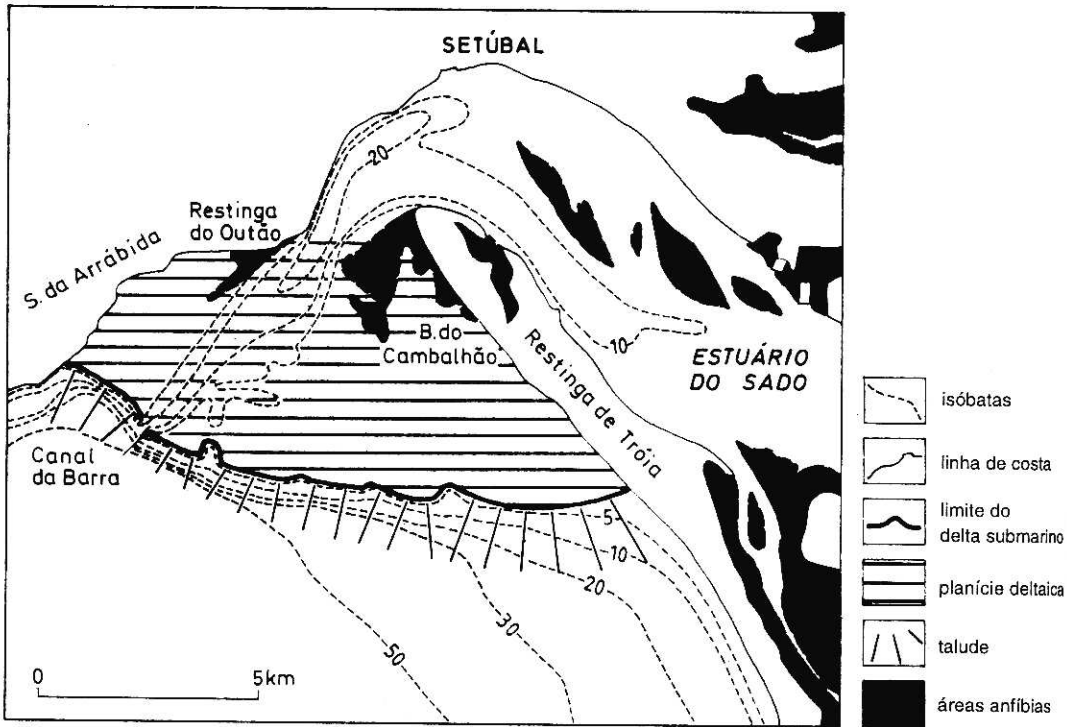 SETÚBAL
20
Restinga
do Outão
S. da Arrábida
B. do
Cambalhão
Restinga de Tróia
10
ESTUÁRIO
DO SADO
Canal
da Barra
5
10
20
30
50
0 5km
isóbatas
linha de costa
limite do
delta submarino
planície deltaica
talude
áreas anfíbias